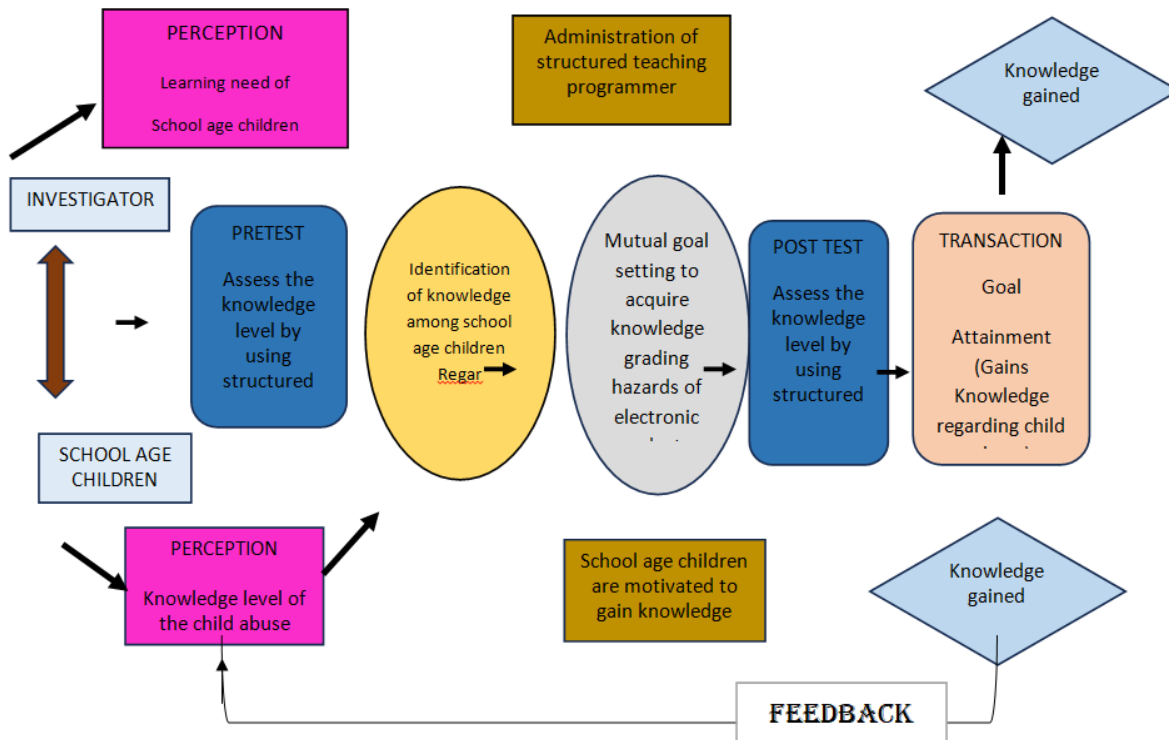 PERCEPTION
Learning need of
School age children
Administration of
structured teaching
programmer
Knowledge
gained
INVESTIGATOR
PRETEST
Assess the
knowledge
level by
using
structured
Identification
of knowledge
among school
age children
Regar
Mutual goal
setting to
acquire
knowledge
grading
hazards of
electronic
POST TEST
Assess the
knowledge
level by
using
structured
TRANSACTION
Goal
Attainment
(Gains
Knowledge
regarding child
SCHOOL AGE
CHILDREN
PERCEPTION
Knowledge level of
the child abuse
School age children
are motivated to
gain knowledge
Knowledge
gained
FEEDBACK